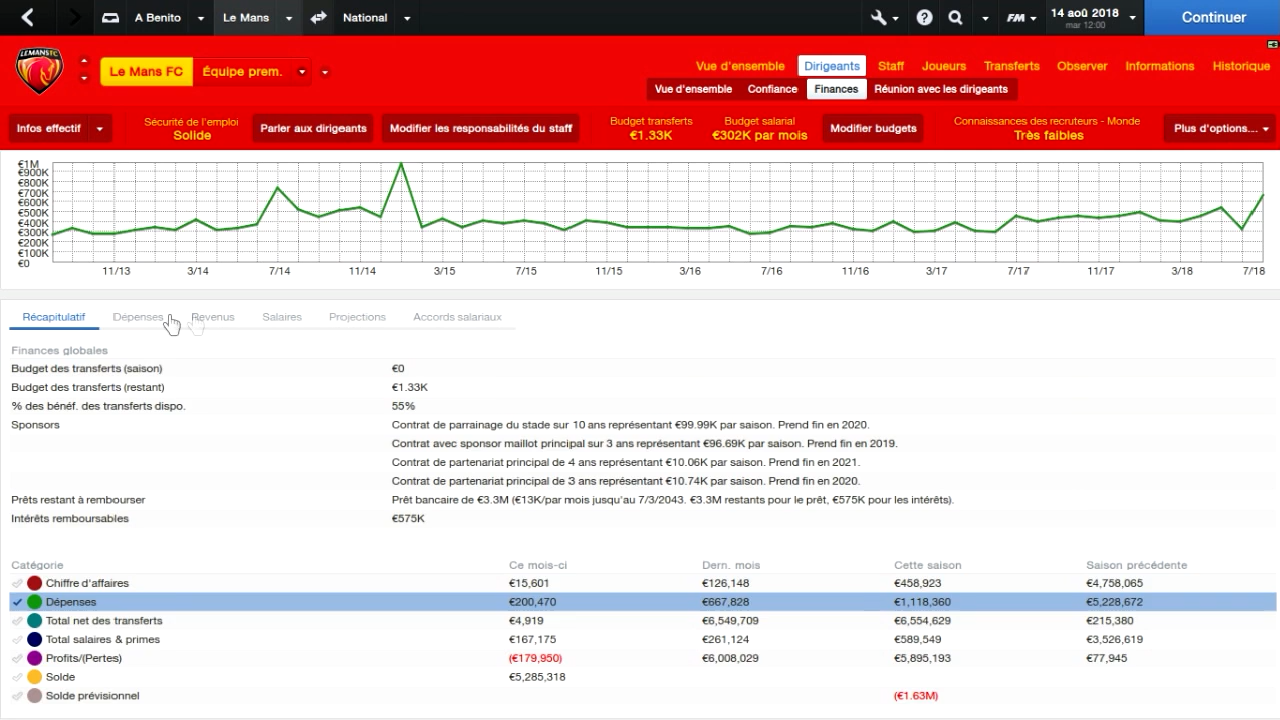 A Benito Le Mans National FM 14 aoû 2018 Continuer
mar 12:00
LE MANS FC
Le Mans FC Équipe prem. Vue d'ensemble Dirigeants Staff Joueurs Transferts Observer Informations Historique
Vue d'ensemble Confiance Finances Réunion avec les dirigeants
Infos effectif Sécurité de l'emploi Solide Parler aux dirigeants Modifier les responsabilités du staff Budget transferts €1.33K Budget salarial €302K par mois Modifier budgets Connaissances des recruteurs - Monde Très faibles Plus d'options....
€1M
€900K
€800K
€700K
€600K
€500K
€400K
€300K
€200K
€100K
€0
11/13 3/14 7/14 11/14 3/15 7/15 11/15 3/16 7/16 11/16 3/17 7/17 11/17 3/18 7/18
Récapitulatif Dépenses Revenus Salaires Projections Accords salariaux
Finances globales
Budget des transferts (saison) €0
Budget des transferts (restant) €1.33K
% des bénéf. des transferts dispo. 55%
Sponsors Contrat de parrainage du stade sur 10 ans représentant €99.99K par saison. Prend fin en 2020.
Contrat avec sponsor maillot principal sur 3 ans représentant €96.69K par saison. Prend fin en 2019.
Contrat de partenariat principal de 4 ans représentant €10.06K par saison. Prend fin en 2021.
Contrat de partenariat principal de 3 ans représentant €10.74K par saison. Prend fin en 2020.
Prêts restant à rembourser Prêt bancaire de €3.3M (€13K/par mois jusqu'au 7/3/2043. €3.3M restants pour le prêt, €575K pour les intérêts).
Intérêts remboursables €575K
Catégorie Ce mois-ci Dern. mois Cette saison Saison précédente
Chiffre d'affaires €15,601 €126,148 €458,923 €4,758,065
Dépenses €200,470 €667,828 €1,118,360 €5,228,672
Total net des transferts €4,919 €6,549,709 €6,554,629 €215,380
Total salaires & primes €167,175 €261,124 €589,549 €3,526,619
Profits/(Pertes) (€179,950) €6,008,029 €5,895,193 €77,945
Solde €5,285,318
Solde prévisionnel (€1.63M)